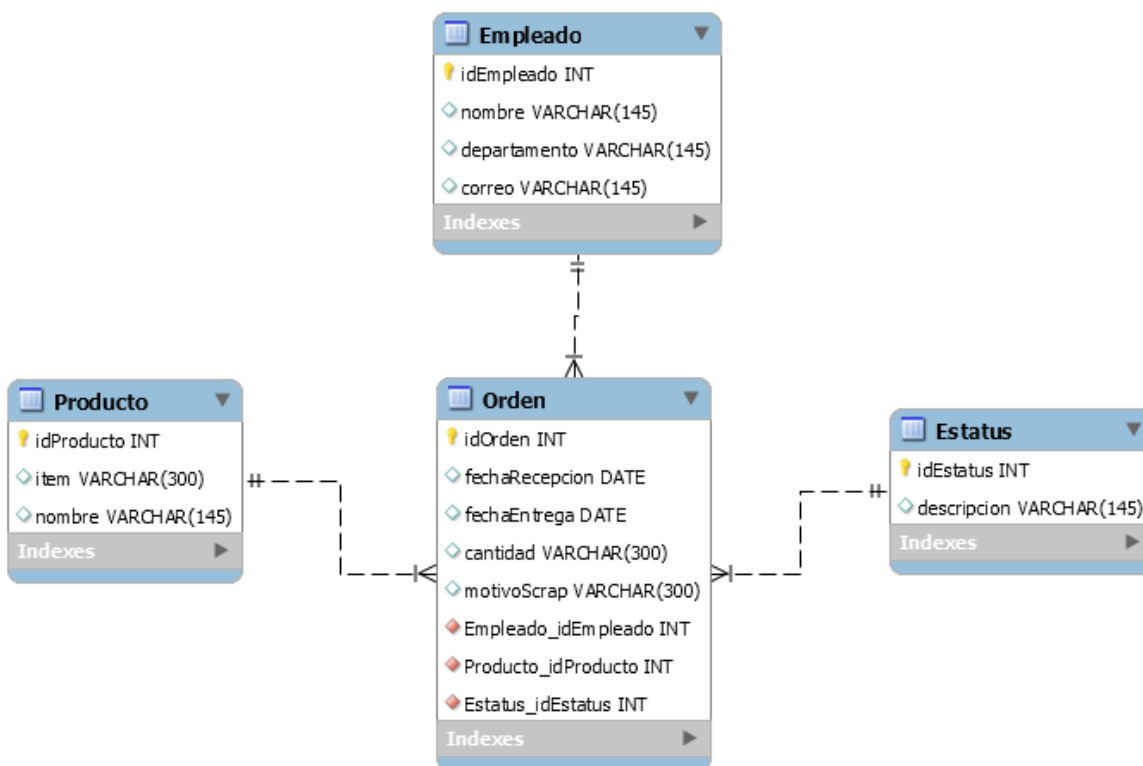 Empleado
idEmpleado INT
nombre VARCHAR(145)
departamento VARCHAR(145)
correo VARCHAR(145)
Indexes
Producto
idProducto INT
item VARCHAR(300)
nombre VARCHAR(145)
Indexes
Orden
idOrden INT
fechaRecepcion DATE
fechaEntrega DATE
cantidad VARCHAR(300)
motivoScrap VARCHAR(300)
Empleado_idEmpleado INT
Producto_idProducto INT
Estatus_idEstatus INT
Indexes
Estatus
idEstatus INT
descripcion VARCHAR(145)
Indexes